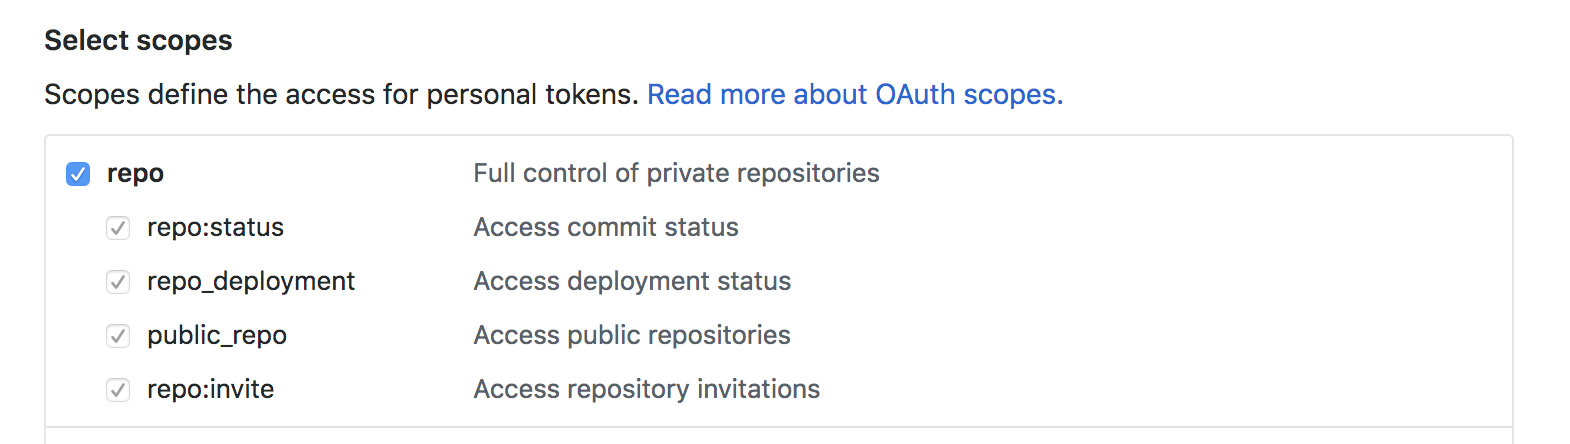 Select scopes
Scopes define the access for personal tokens. Read more about OAuth scopes.
repo Full control of private repositories
repo:status Access commit status
repo_deployment Access deployment status
public_repo Access public repositories
repo:invite Access repository invitations